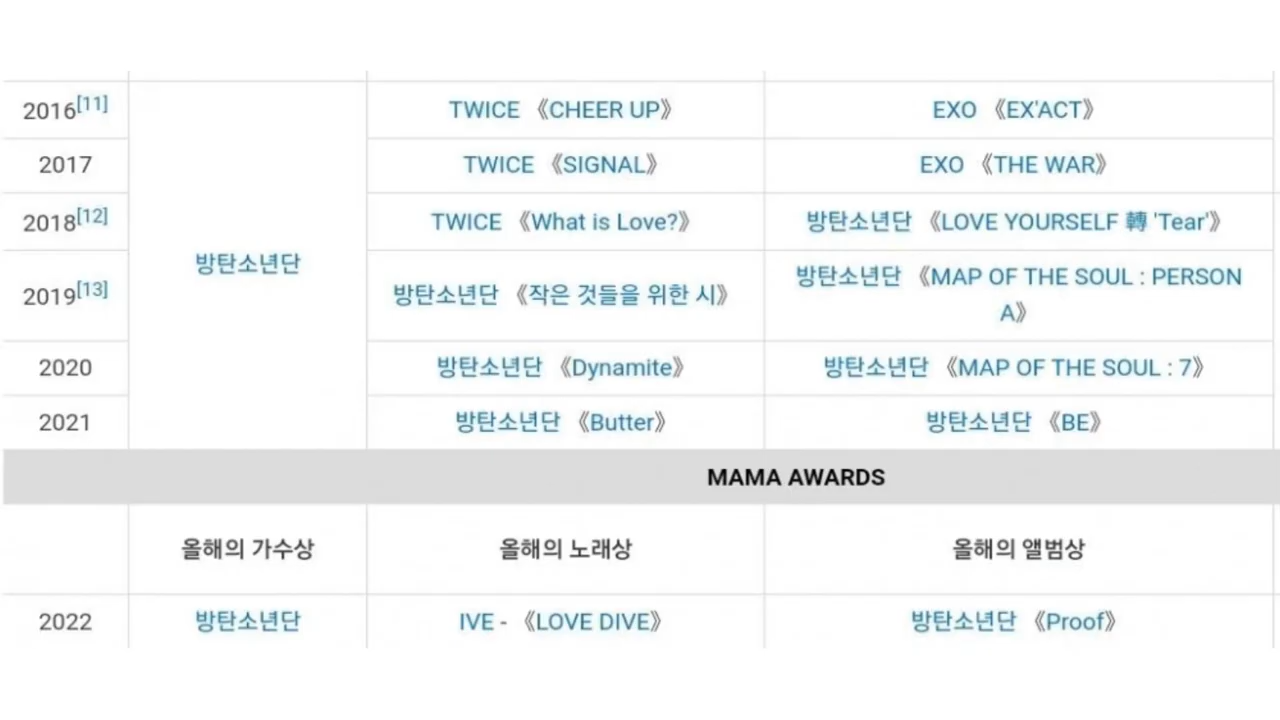 2016[11] TWICE 《CHEER UP》 EXO 《EX'ACT》
2017 TWICE 《SIGNAL》 EXO 《THE WAR》
2018[12] TWICE 《What is Love?》 방탄소년단 《LOVE YOURSELF 轉 'Tear'》
방탄소년단
2019[13] 방탄소년단 《작은 것들을 위한 시》 방탄소년단 《MAP OF THE SOUL : PERSON
A》
2020 방탄소년단 《Dynamite》 방탄소년단 《MAP OF THE SOUL : 7》
2021 방탄소년단 《Butter》 방탄소년단 《BE》
MAMA AWARDS
올해의 가수상 올해의 노래상 올해의 앨범상
2022 방탄소년단 IVE - 《LOVE DIVE》 방탄소년단 《Proof》